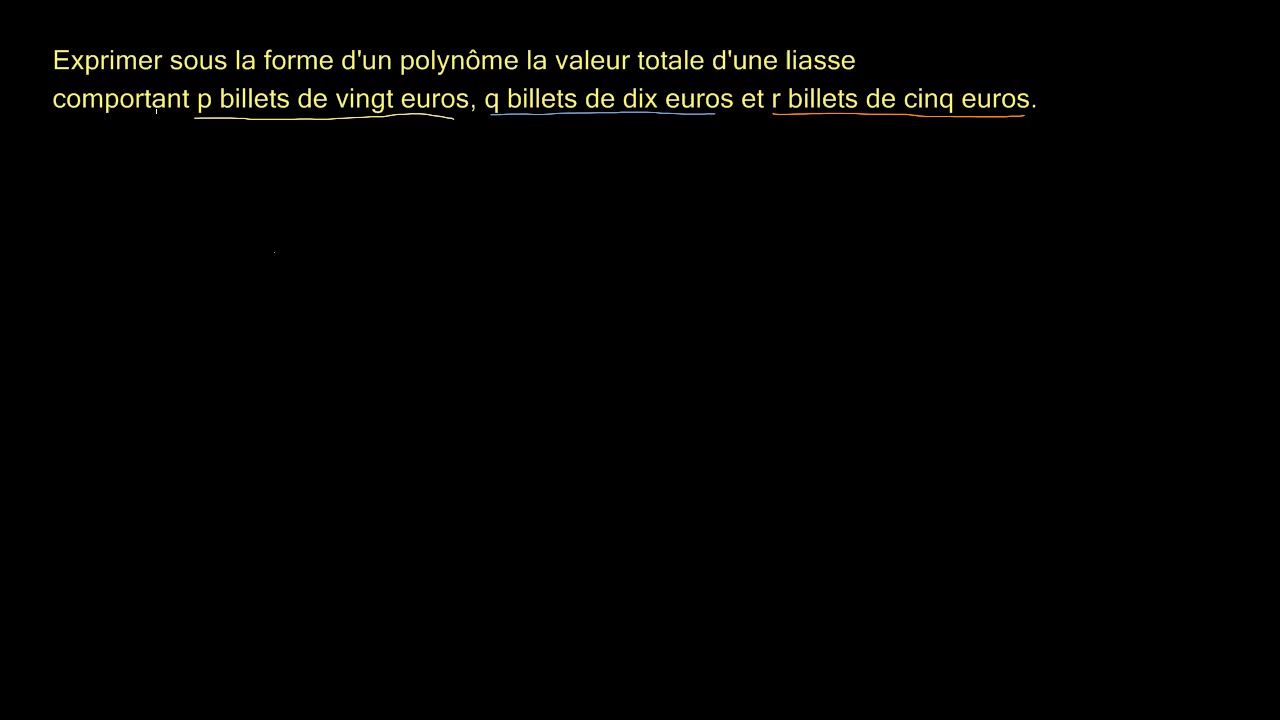 Exprimer sous la forme d'un polynôme la valeur totale d'une liasse
comportant p billets de vingt euros, q billets de dix euros et r billets de cinq euros.